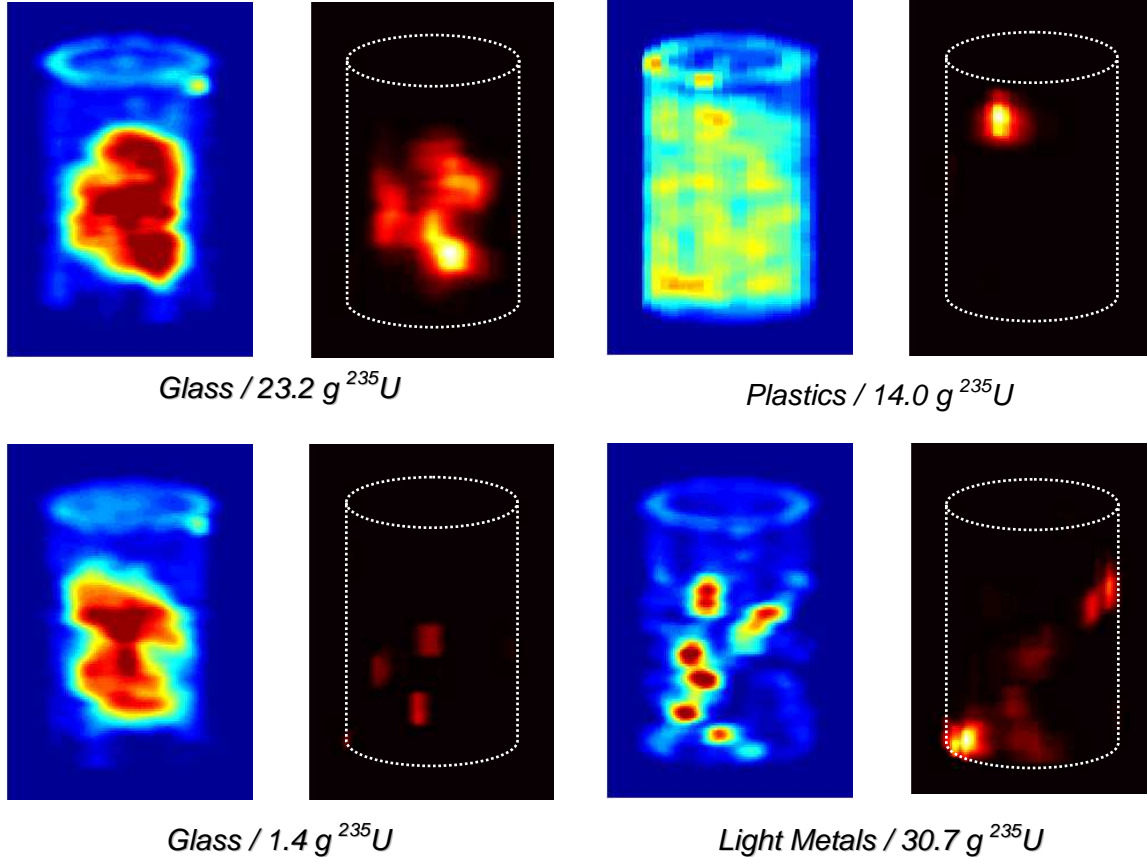 Glass / 23.2 g ²³⁵U
Plastics / 14.0 g ²³⁵U
Glass / 1.4 g ²³⁵U
Light Metals / 30.7 g ²³⁵U